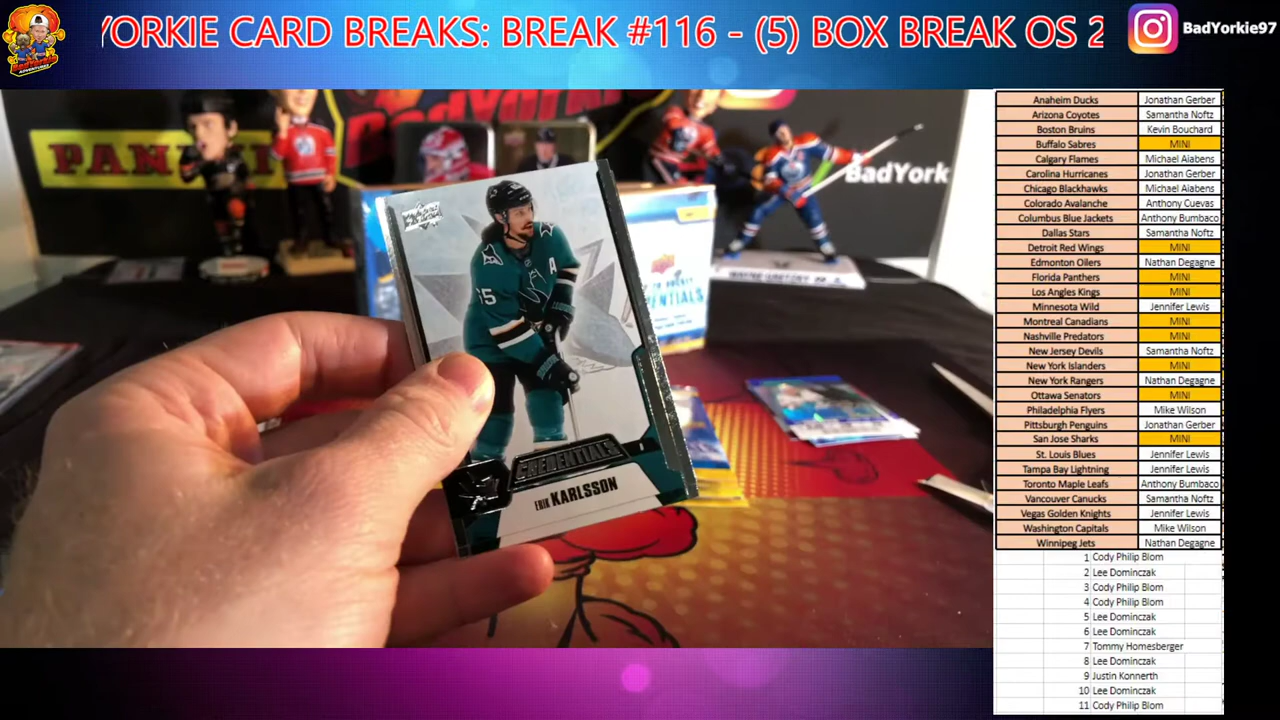 YORKIE CARD BREAKS: BREAK #116 - (5) BOX BREAK OS 2
BadYorkie97
PANINI
BadYork
ENTIALS
65
A
CREDENTIALS
ERIK KARLSSON
Anaheim Ducks Jonathan Gerber
Arizona Coyotes Samantha Noftz
Boston Bruins Kevin Bouchard
Buffalo Sabres MINI
Calgary Flames Michael Aiabens
Carolina Hurricanes Jonathan Gerber
Chicago Blackhawks Michael Aiabens
Colorado Avalanche Anthony Cuevas
Columbus Blue Jackets Anthony Bumbaco
Dallas Stars Samantha Noftz
Detroit Red Wings MINI
Edmonton Oilers Nathan Degagne
Florida Panthers MINI
Los Angles Kings MINI
Minnesota Wild Jennifer Lewis
Montreal Canadians MINI
Nashville Predators MINI
New Jersey Devils Samantha Noftz
New York Islanders MINI
New York Rangers Nathan Degagne
Ottawa Senators MINI
Philadelphia Flyers Mike Wilson
Pittsburgh Penguins Jonathan Gerber
San Jose Sharks MINI
St. Louis Blues Jennifer Lewis
Tampa Bay Lightning Jennifer Lewis
Toronto Maple Leafs Anthony Bumbaco
Vancouver Canucks Samantha Noftz
Vegas Golden Knights Jennifer Lewis
Washington Capitals Mike Wilson
Winnipeg Jets Nathan Degagne
1 Cody Philip Blom
2 Lee Dominczak
3 Cody Philip Blom
4 Cody Philip Blom
5 Lee Dominczak
6 Lee Dominczak
7 Tommy Homesberger
8 Lee Dominczak
9 Justin Konnerth
10 Lee Dominczak
11 Cody Philip Blom